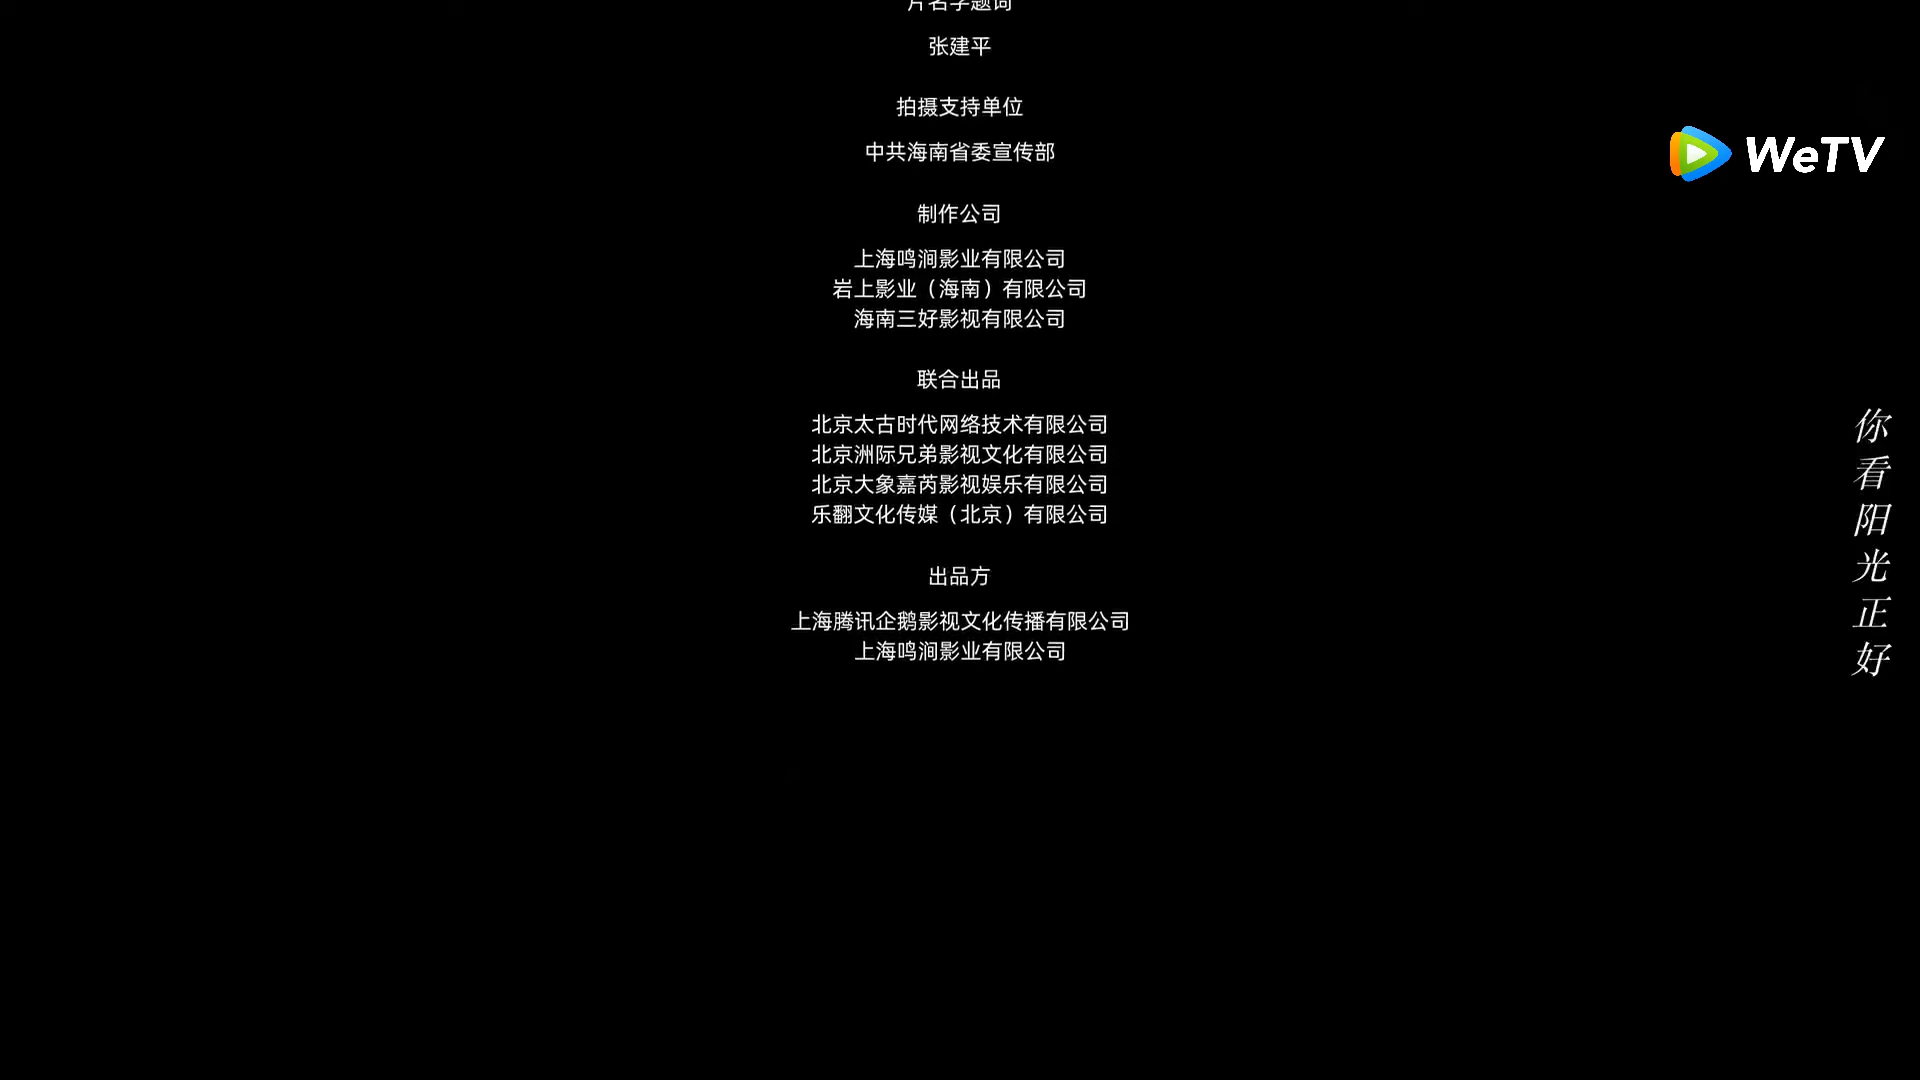 片名字题词
张建平
拍摄支持单位
中共海南省委宣传部
制作公司
上海鸣涧影业有限公司
岩上影业（海南）有限公司
海南三好影视有限公司
联合出品
北京太古时代网络技术有限公司
北京洲际兄弟影视文化有限公司
北京大象嘉芮影视娱乐有限公司
乐翻文化传媒（北京）有限公司
出品方
上海腾讯企鹅影视文化传播有限公司
上海鸣涧影业有限公司
WeTV
你看阳光正好